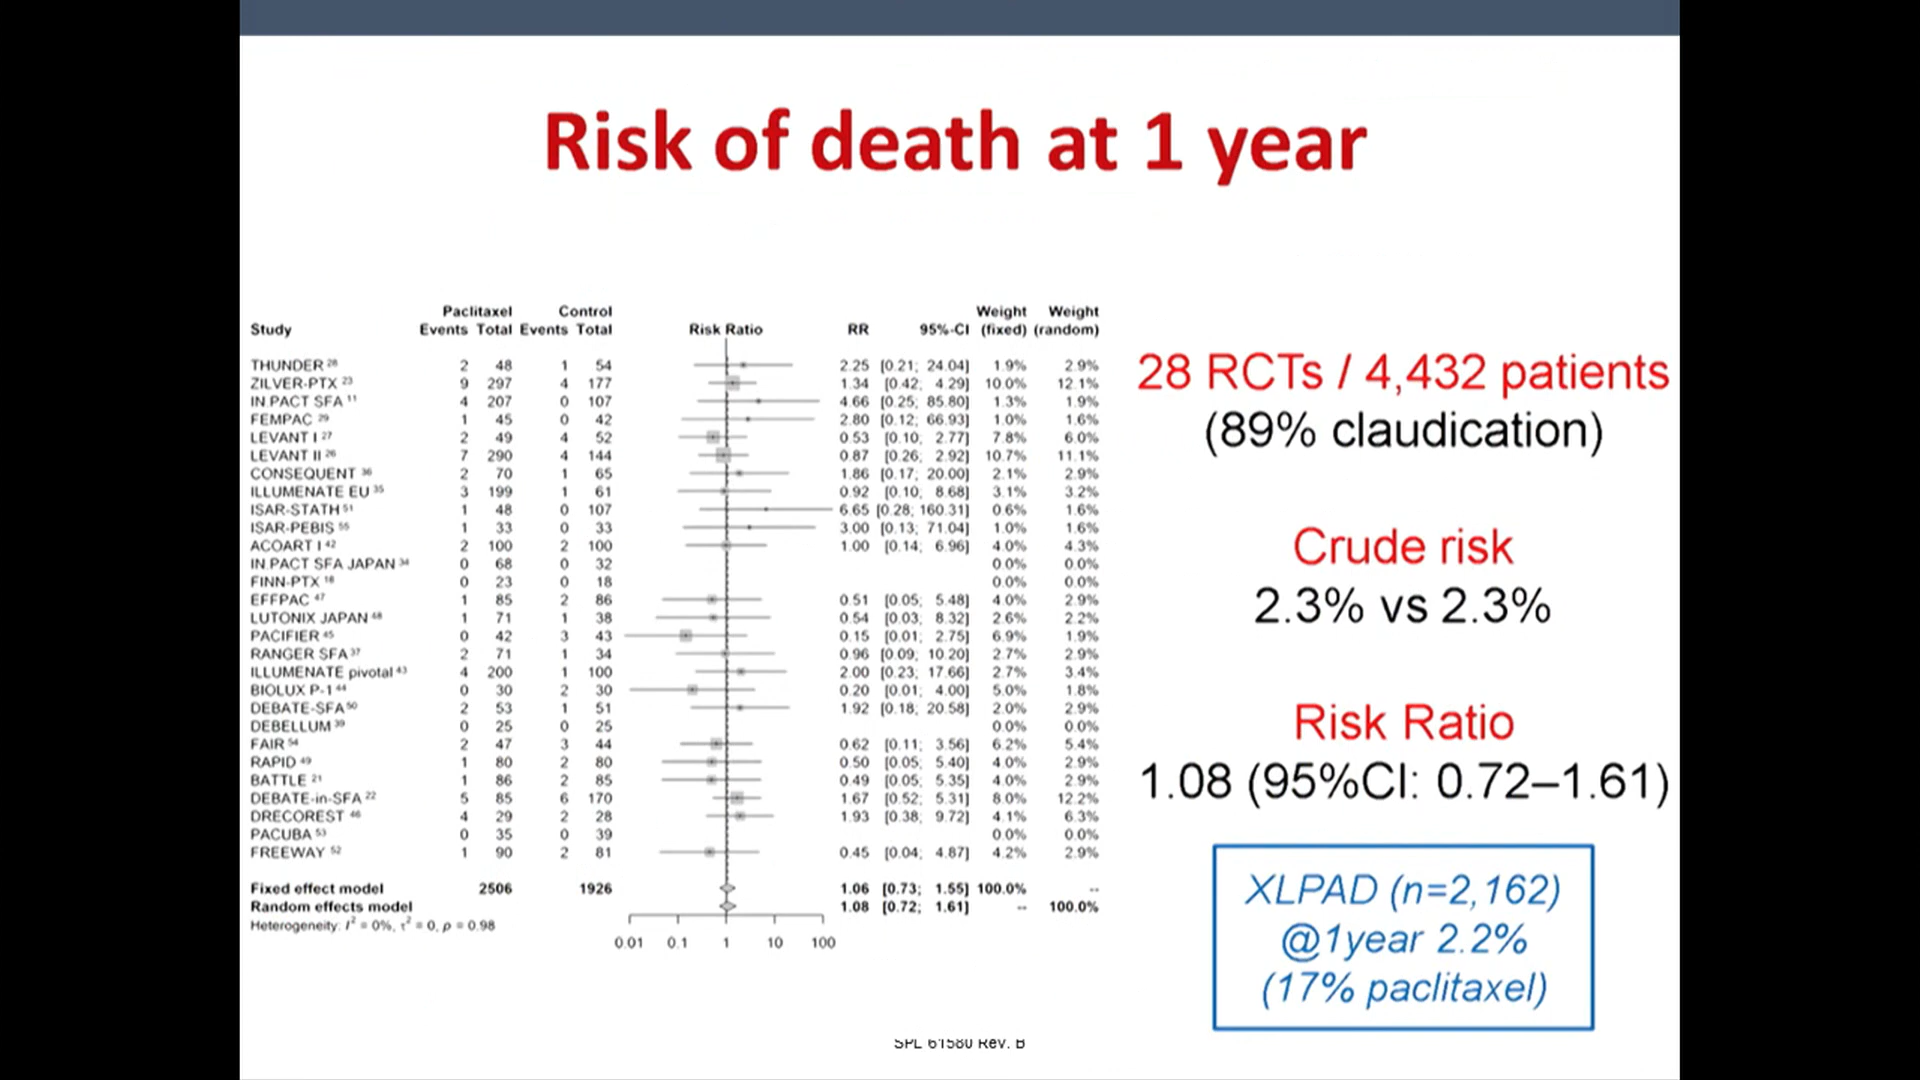 Risk of death at 1 year
Paclitaxel Control Weight Weight
Study Events Total Events Total Risk Ratio RR 95%-CI (fixed) (random)
THUNDER 28 2 48 1 54 2.25 [0.21; 24.04] 1.9% 2.9%
ZILVER-PTX 23 9 297 4 177 1.34 [0.42; 4.29] 10.0% 12.1%
IN.PACT SFA 11 4 207 0 107 4.66 [0.25; 85.80] 1.3% 1.9%
FEMPAC 29 1 45 0 42 2.80 [0.12; 66.93] 1.0% 1.6%
LEVANT I 27 2 49 4 52 0.53 [0.10; 2.77] 7.8% 6.0%
LEVANT II 26 7 290 4 144 0.87 [0.26; 2.92] 10.7% 11.1%
CONSEQUENT 36 2 70 1 65 1.86 [0.17; 20.00] 2.1% 2.9%
ILLUMENATE EU 35 3 199 1 61 0.92 [0.10; 8.68] 3.1% 3.2%
ISAR-STATH 51 1 48 0 107 6.65 [0.28; 160.31] 0.6% 1.6%
ISAR-PEBIS 55 1 33 0 33 3.00 [0.13; 71.04] 1.0% 1.6%
ACOART I 42 2 100 2 100 1.00 [0.14; 6.96] 4.0% 4.3%
IN.PACT SFA JAPAN 34 0 68 0 32 0.0% 0.0%
FINN-PTX 18 0 23 0 18 0.0% 0.0%
EFFPAC 47 1 85 2 86 0.51 [0.05; 5.48] 4.0% 2.9%
LUTONIX JAPAN 48 1 71 1 38 0.54 [0.03; 8.32] 2.6% 2.2%
PACIFIER 45 0 42 3 43 0.15 [0.01; 2.75] 6.9% 1.9%
RANGER SFA 37 2 71 1 34 0.96 [0.09; 10.20] 2.7% 2.9%
ILLUMENATE pivotal 43 4 200 1 100 2.00 [0.23; 17.66] 2.7% 3.4%
BIOLUX P-1 44 0 30 2 30 0.20 [0.01; 4.00] 5.0% 1.8%
DEBATE-SFA 50 2 53 1 51 1.92 [0.18; 20.58] 2.0% 2.9%
DEBELLUM 39 0 25 0 25 0.0% 0.0%
FAIR 54 2 47 3 44 0.62 [0.11; 3.56] 6.2% 5.4%
RAPID 49 1 80 2 80 0.50 [0.05; 5.40] 4.0% 2.9%
BATTLE 21 1 86 2 85 0.49 [0.05; 5.35] 4.0% 2.9%
DEBATE-in-SFA 22 5 85 6 170 1.67 [0.52; 5.31] 8.0% 12.2%
DRECOREST 46 4 29 2 28 1.93 [0.38; 9.72] 4.1% 6.3%
PACUBA 53 0 35 0 39 0.0% 0.0%
FREEWAY 52 1 90 2 81 0.45 [0.04; 4.87] 4.2% 2.9%
Fixed effect model 2506 1926 1.06 [0.73; 1.55] 100.0% --
Random effects model 1.08 [0.72; 1.61] -- 100.0%
Heterogeneity: I² = 0%, τ² = 0, p = 0.98
0.01 0.1 1 10 100
28 RCTs / 4,432 patients
(89% claudication)
Crude risk
2.3% vs 2.3%
Risk Ratio
1.08 (95%CI: 0.72–1.61)
XLPAD (n=2,162)
@1year 2.2%
(17% paclitaxel)
SPL 61580 Rev. B